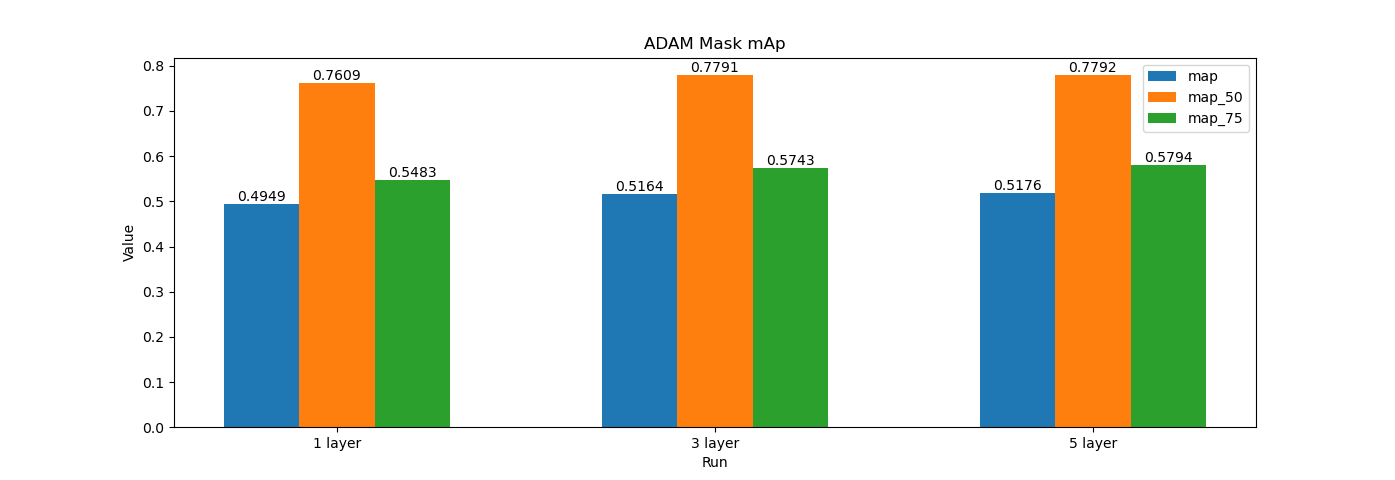 ADAM Mask mAp
Value
0.8
0.7
0.6
0.5
0.4
0.3
0.2
0.1
0.0
0.4949
0.7609
0.5483
0.5164
0.7791
0.5743
0.5176
0.7792
0.5794
map
map_50
map_75
1 layer
3 layer
5 layer
Run